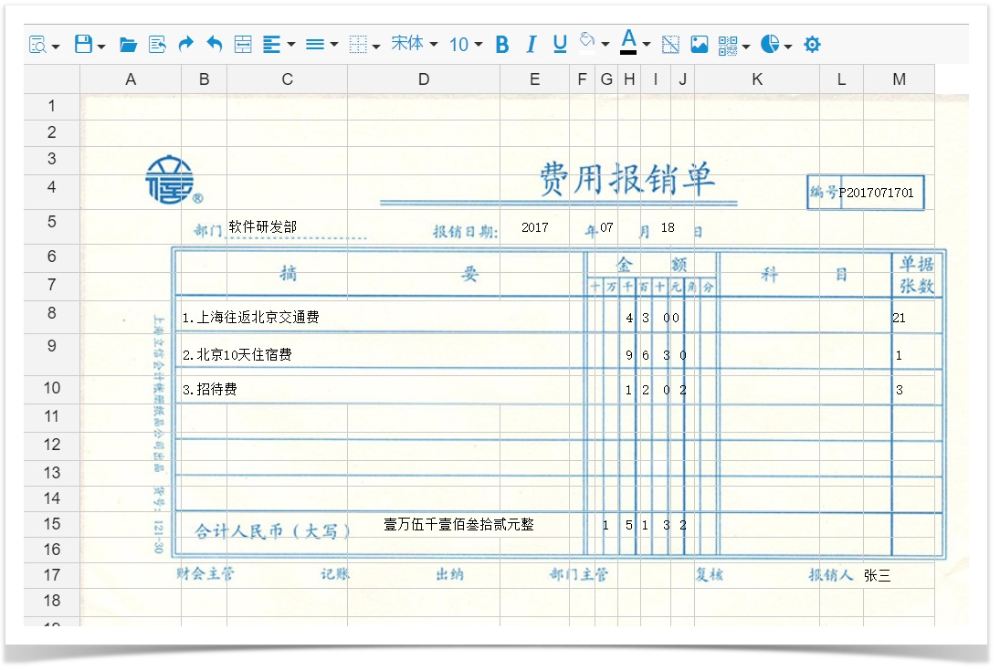 宋体 10 B I U A
A B C D E F G H I J K L M
1
2
3
4 费用报销单 编号 P2017071701
®
5 部门 软件研发部 报销日期: 2017 年 07 月 18 日
6 摘 要 金 额 科 目 单据
7 十 万 千 百 十 元 角 分 张数
8 1.上海往返北京交通费 4 3 0 0 21
9 2.北京10天住宿费 9 6 3 0 1
10 3.招待费 1 2 0 2 3
11
12
13
14
15 合计人民币(大写) 壹万伍千壹佰叁拾贰元整 1 5 1 3 2
16
17 财会主管 记账 出纳 部门主管 复核 报销人 张三
18
上海立信会计账册纸品公司出品 货号: 121-30